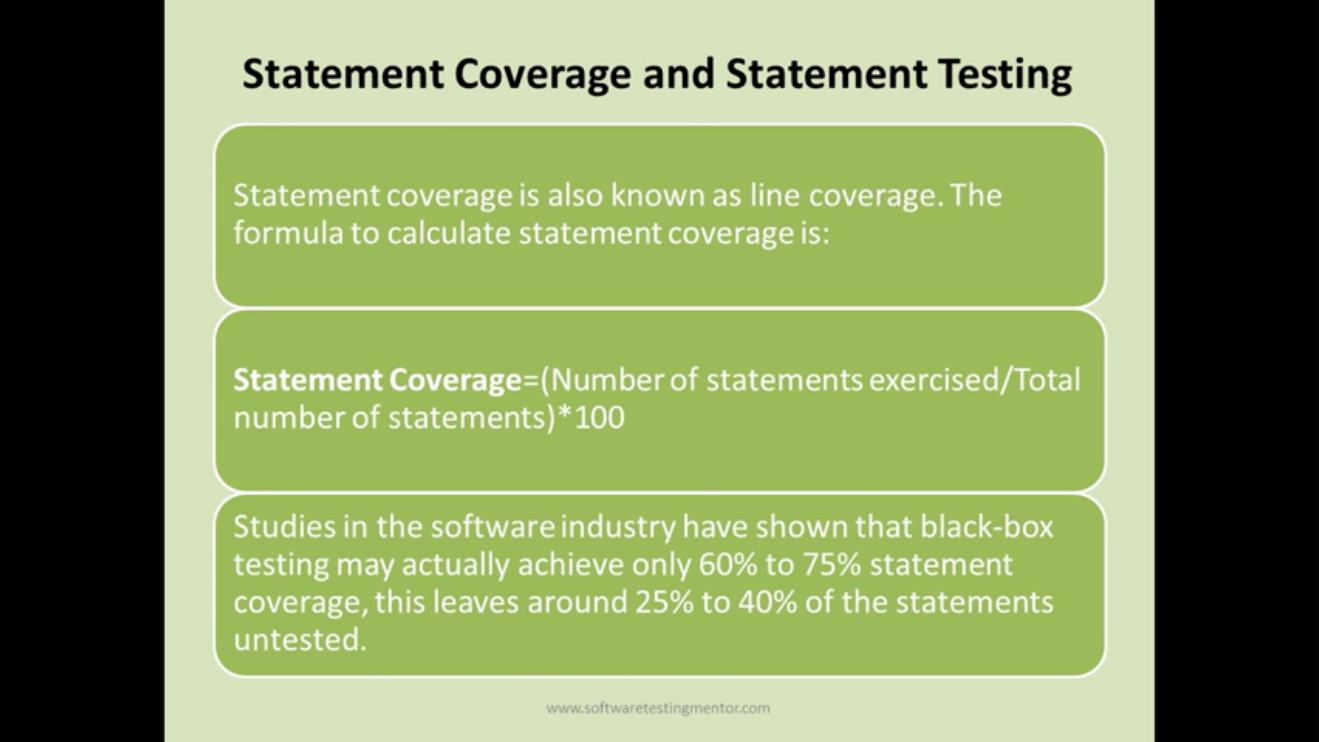 Statement Coverage and Statement Testing
Statement coverage is also known as line coverage. The
formula to calculate statement coverage is:
Statement Coverage=(Number of statements exercised/Total
number of statements)*100
Studies in the software industry have shown that black-box
testing may actually achieve only 60% to 75% statement
coverage, this leaves around 25% to 40% of the statements
untested.
www.softwaretestingmentor.com